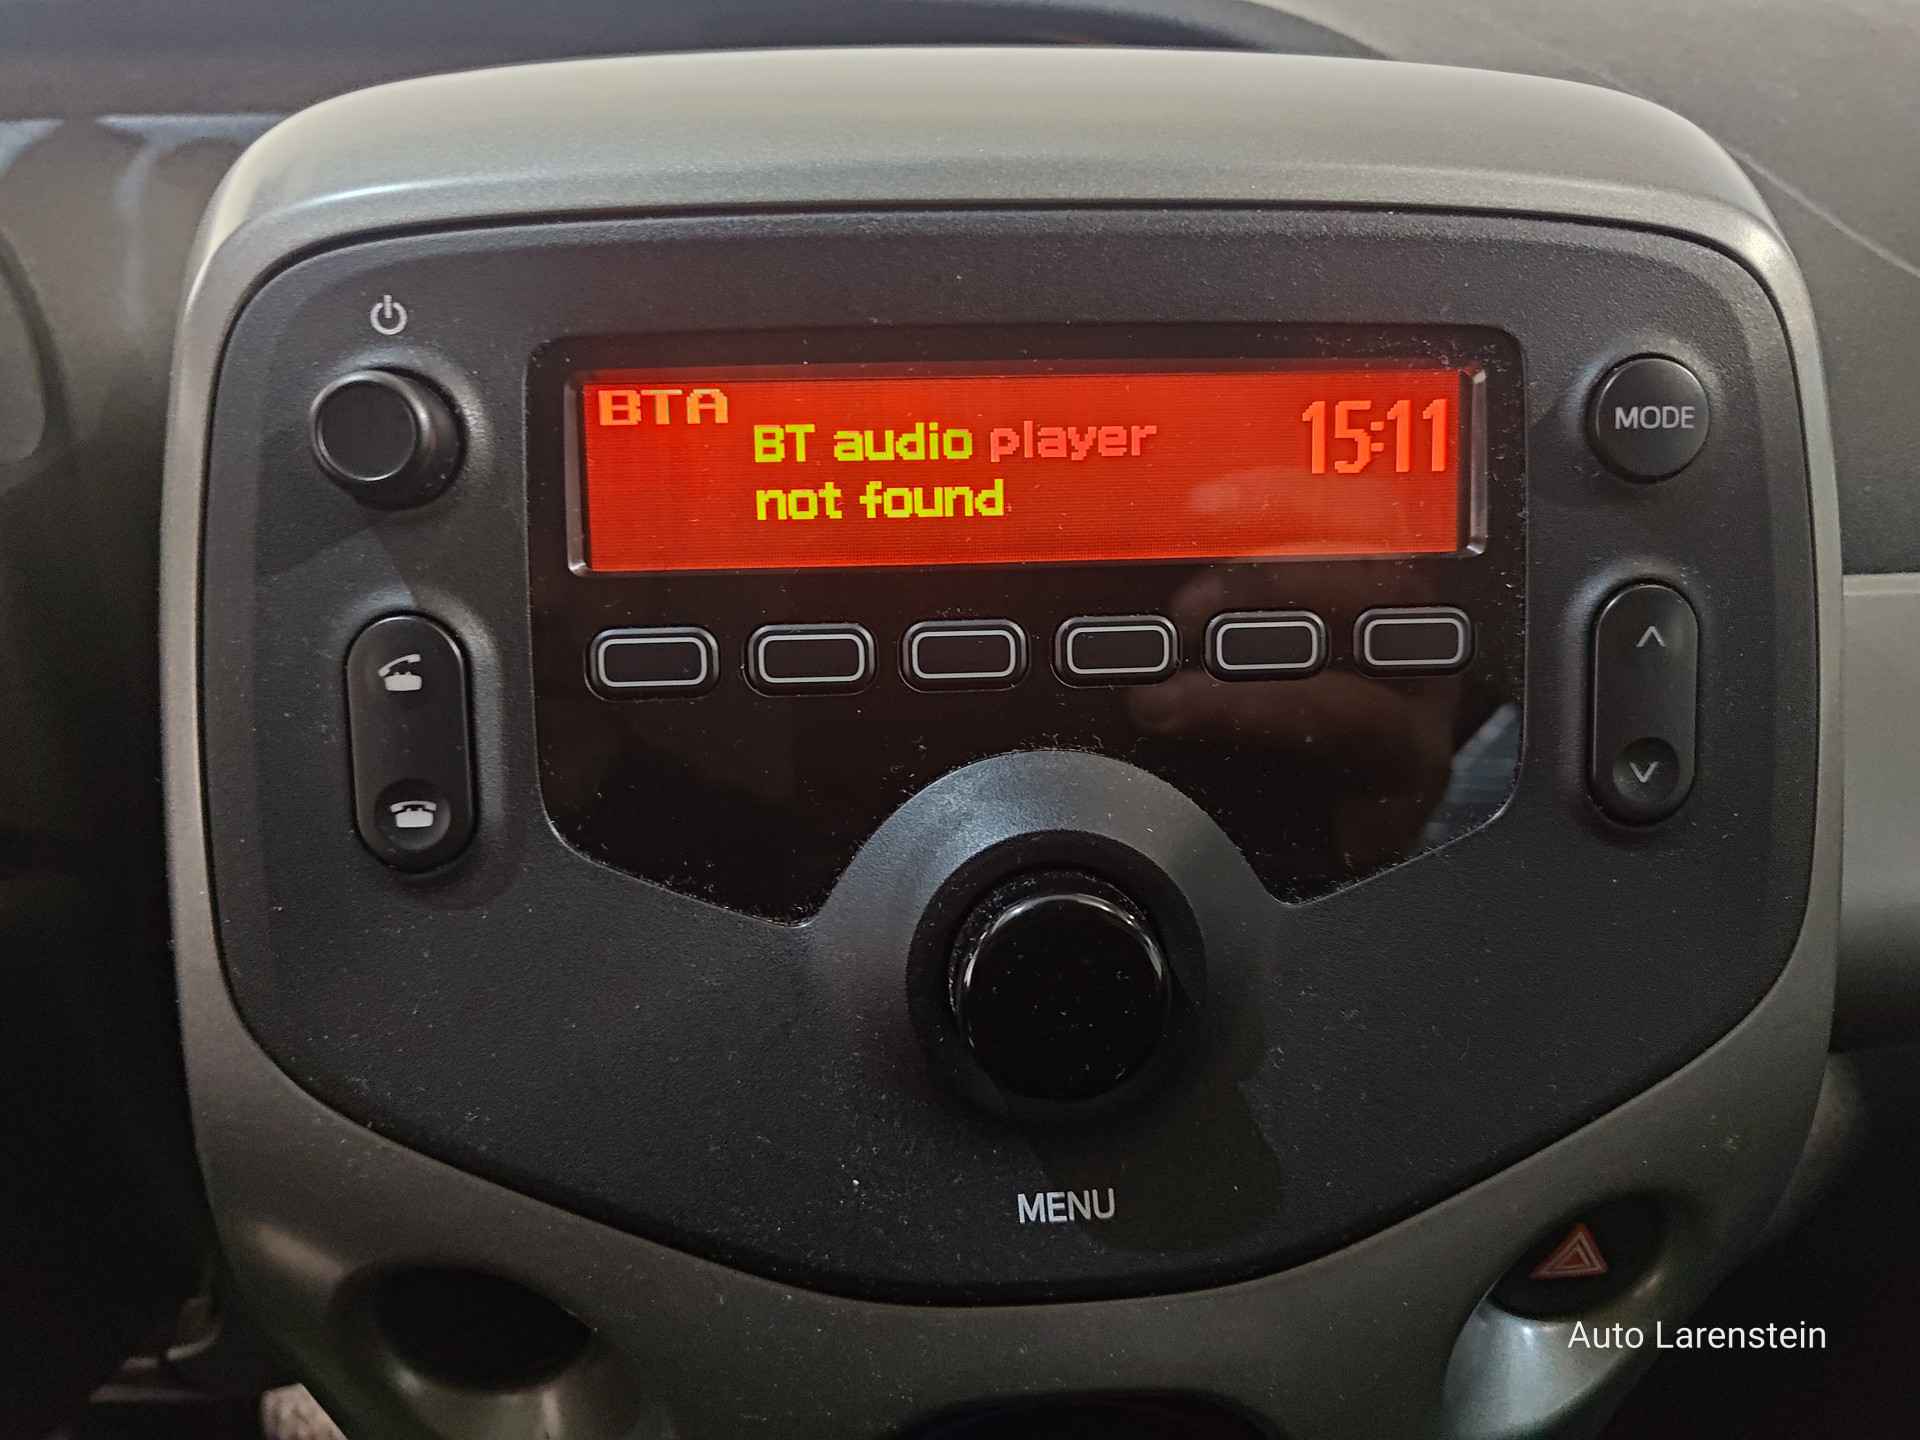 BTA
BT audio player
not found
15:11
MODE
MENU
Auto Larenstein